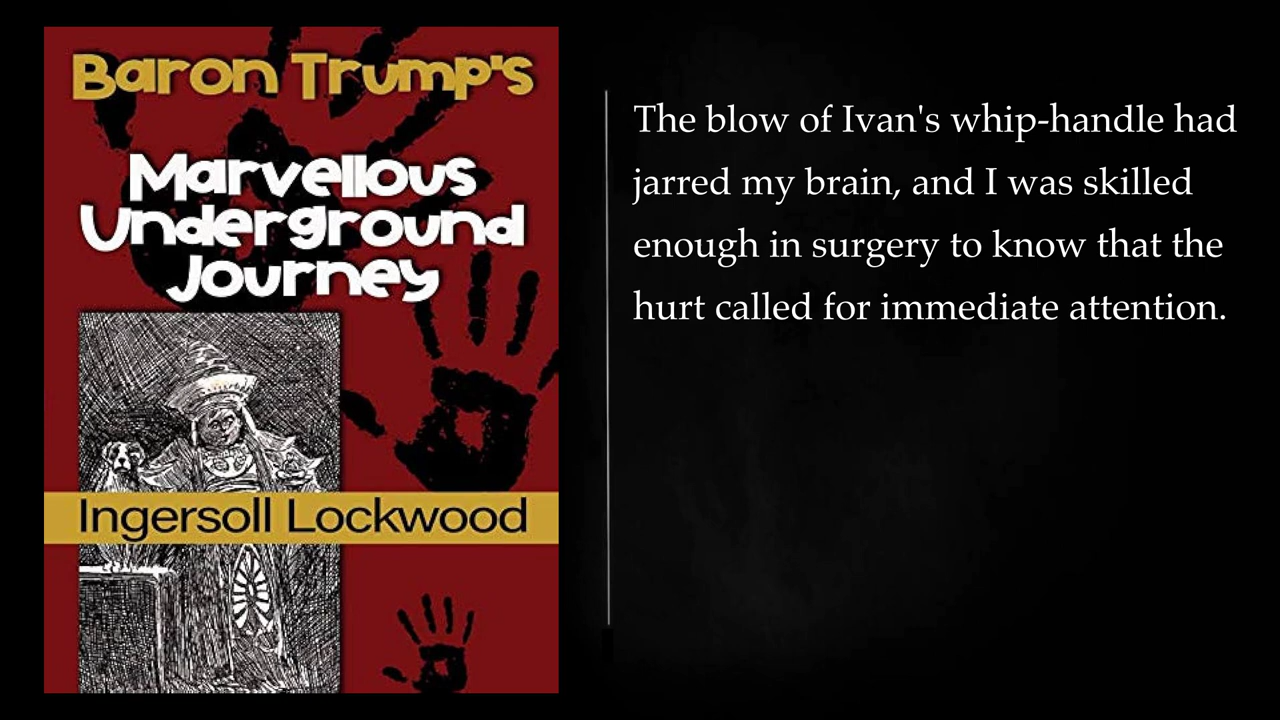 Baron Trump's
Marvellous
Underground
Journey
Ingersoll Lockwood
The blow of Ivan's whip-handle had
jarred my brain, and I was skilled
enough in surgery to know that the
hurt called for immediate attention.